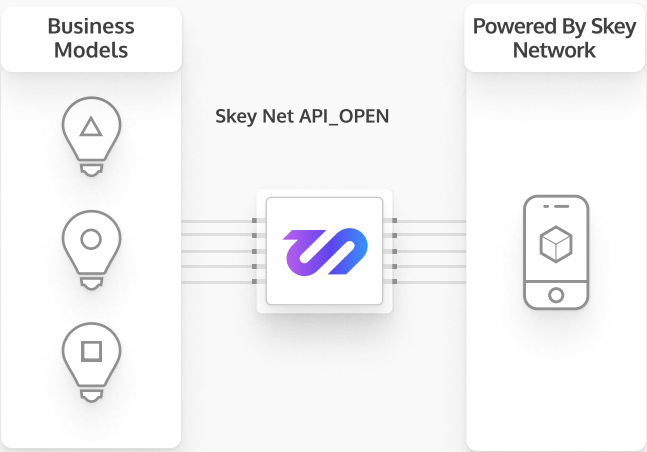 Business
Models
Powered By Skey
Network
Skey Net API_OPEN